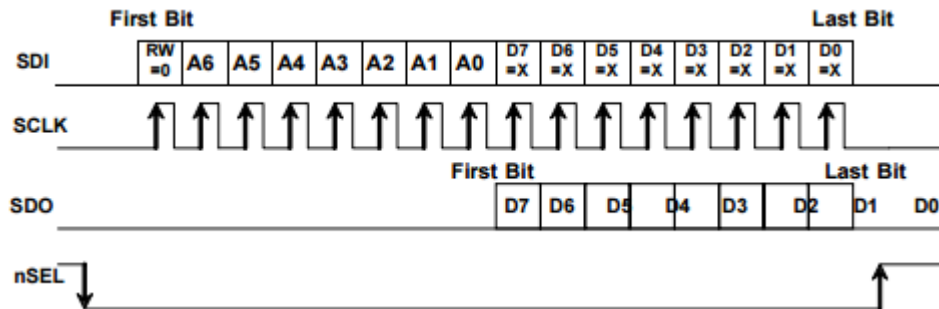 First Bit Last Bit
SDI RW =0 A6 A5 A4 A3 A2 A1 A0 D7 =X D6 =X D5 =X D4 =X D3 =X D2 =X D1 =X D0 =X
SCLK
First Bit Last Bit
SDO D7 D6 D5 D4 D3 D2 D1 D0
nSEL